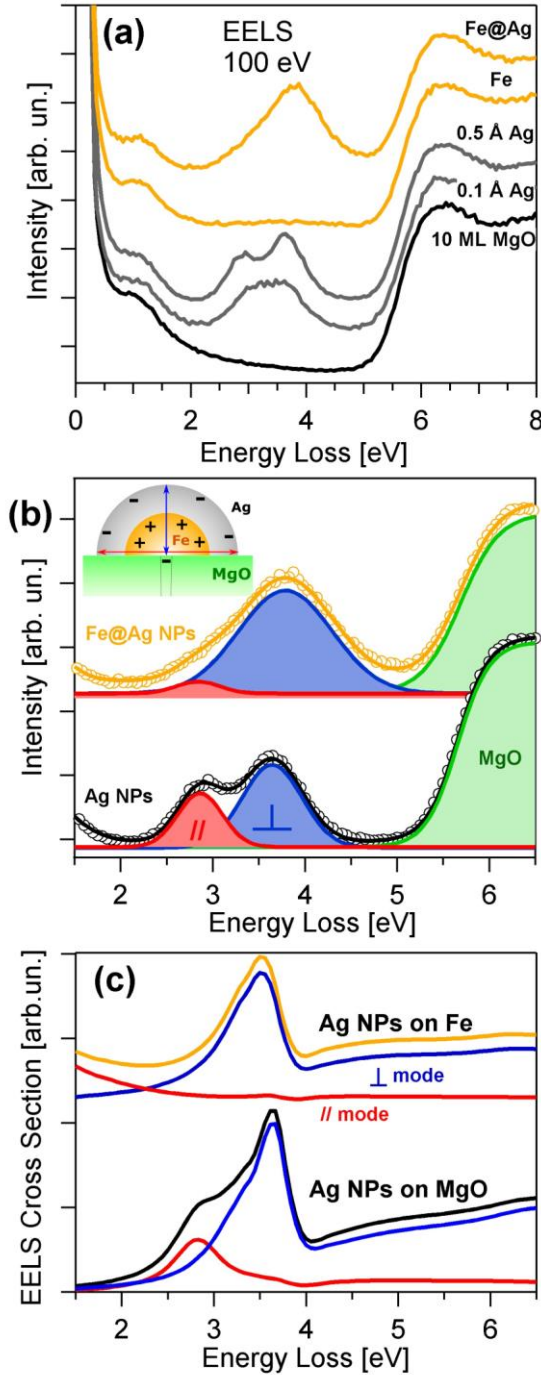 (a)
EELS
100 eV
Fe@Ag
Fe
0.5 Å Ag
0.1 Å Ag
10 ML MgO
Intensity [arb. un.]
0 2 4 6 8
Energy Loss [eV]
(b)
Ag
+ + + +
- - - - - -
Fe
MgO
Fe@Ag NPs
Ag NPs
//
⊥
MgO
Intensity [arb. un.]
2 3 4 5 6
Energy Loss [eV]
(c)
Ag NPs on Fe
⊥ mode
// mode
Ag NPs on MgO
EELS Cross Section [arb.un.]
2 3 4 5 6
Energy Loss [eV]